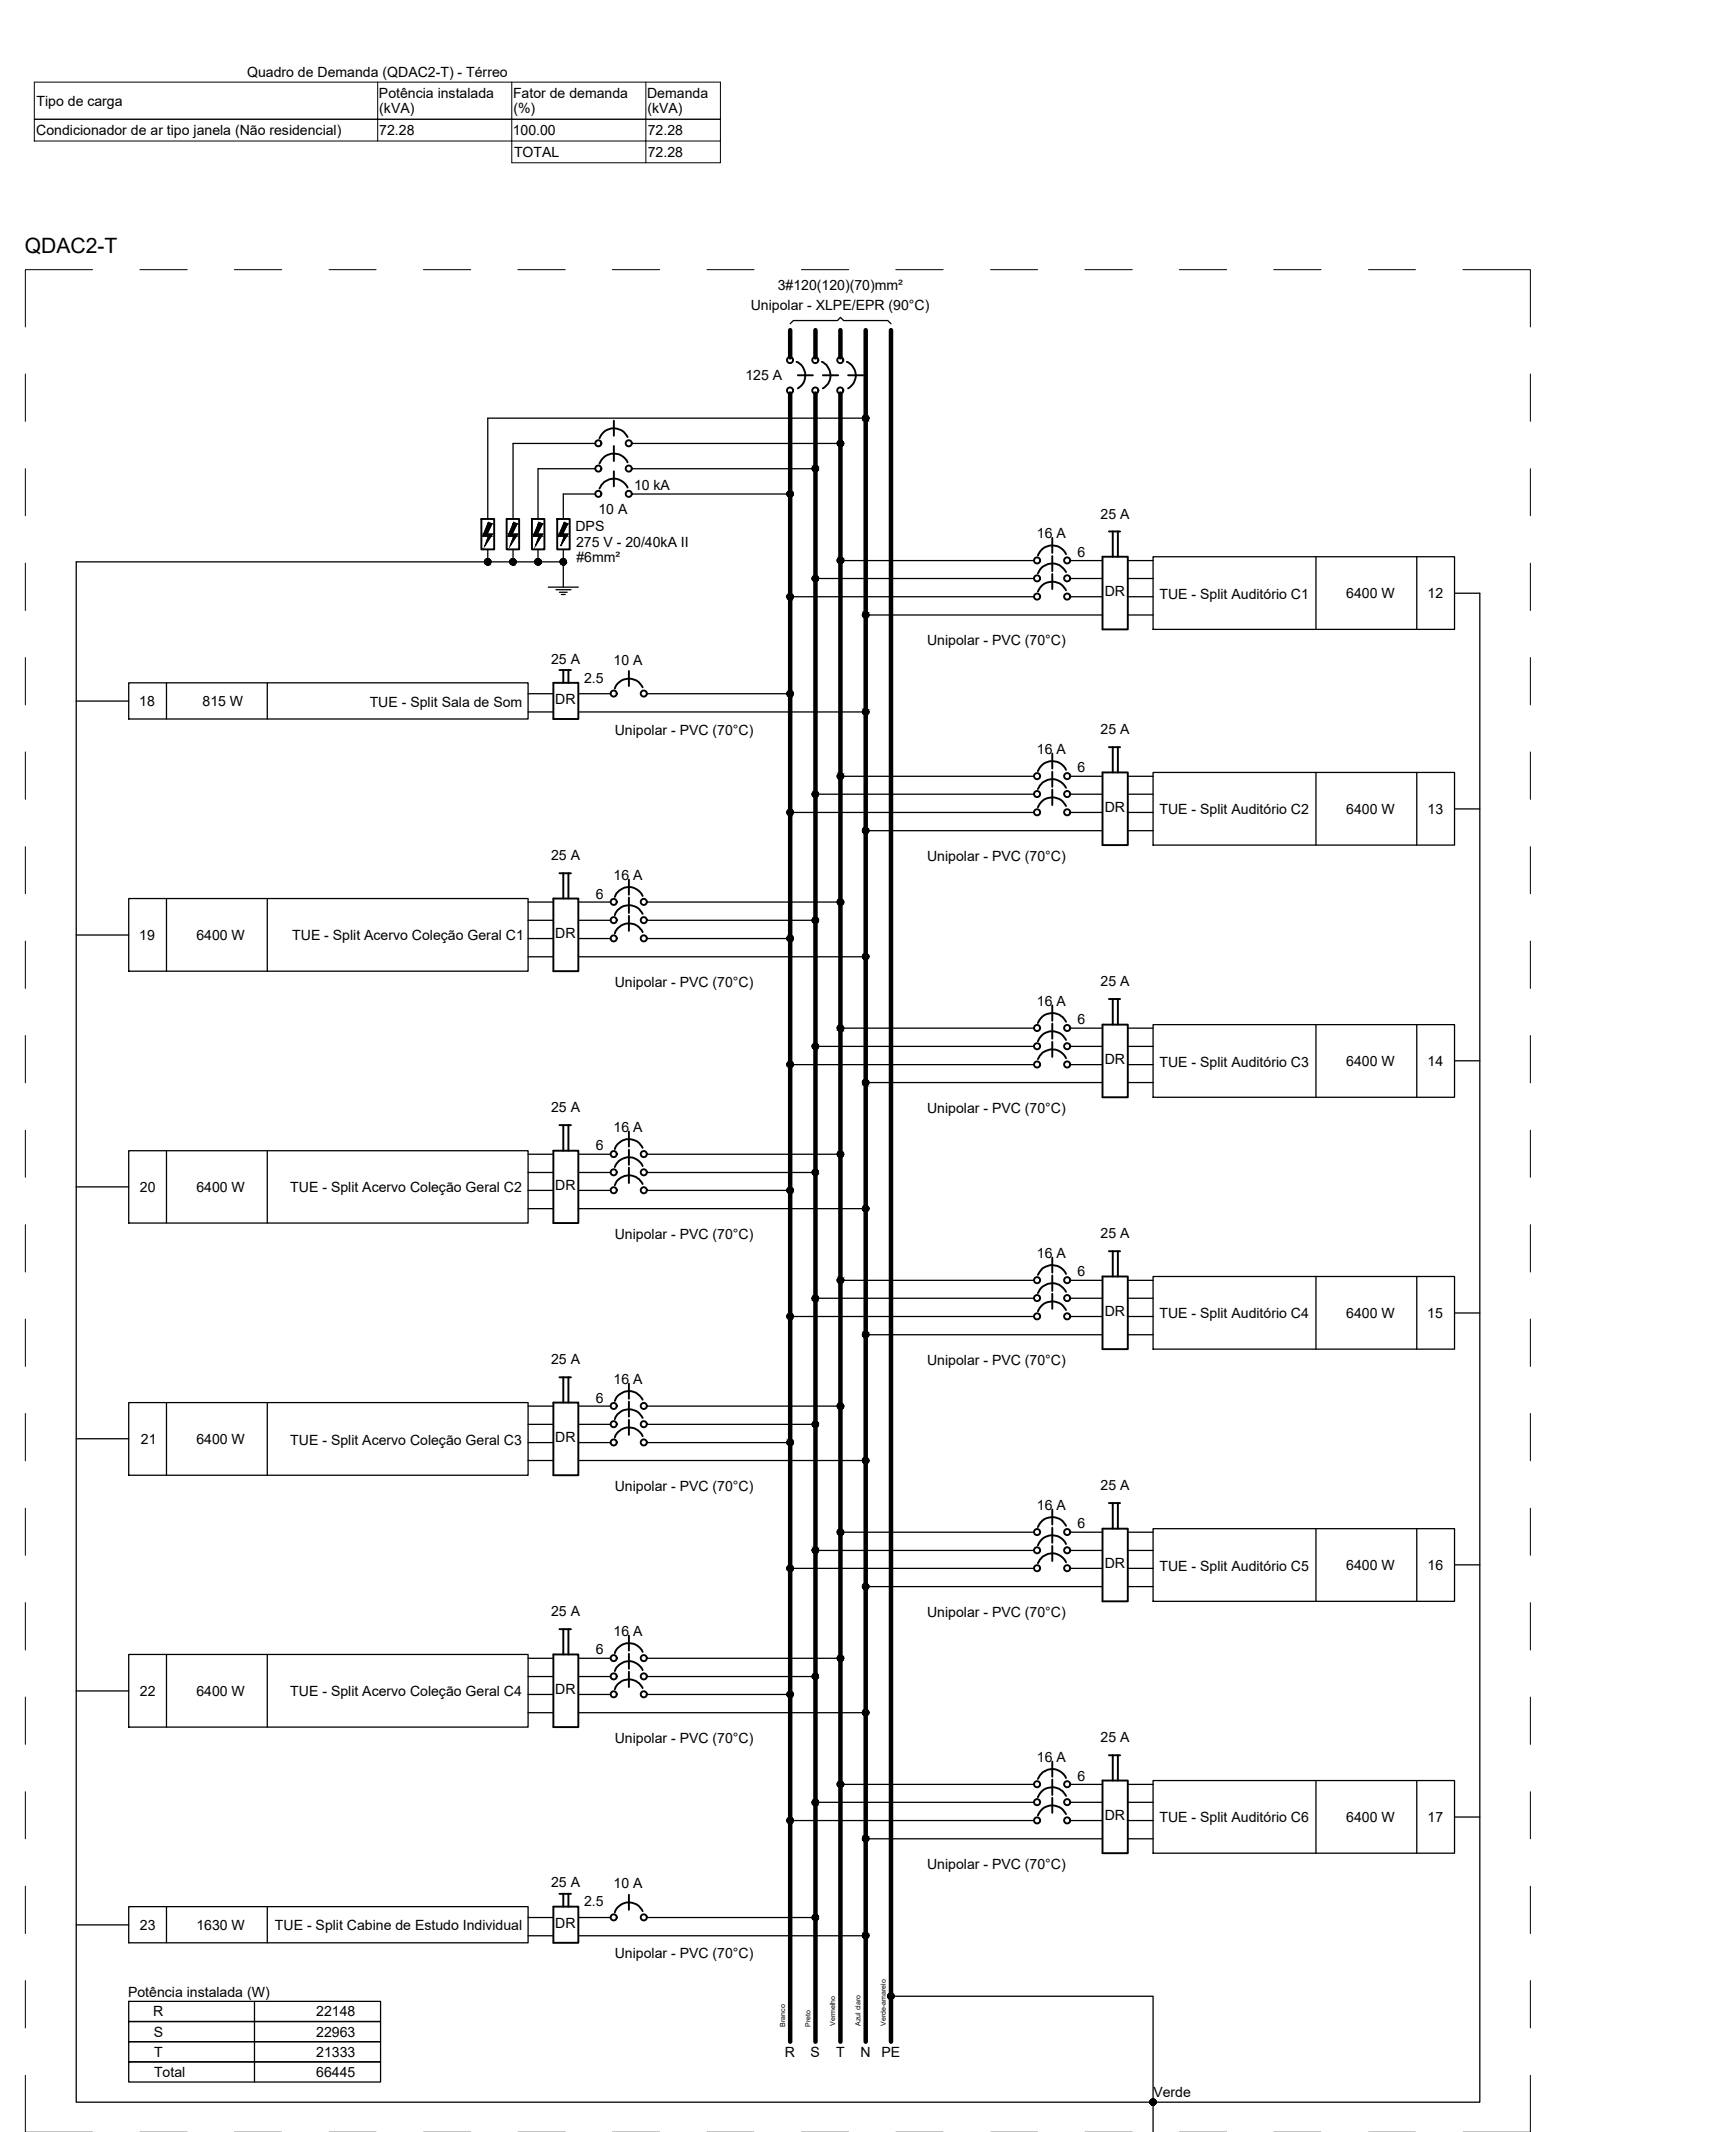 Quadro de Demanda (QDAC2-T) - Térreo
Tipo de carga Potência instalada (kVA) Fator de demanda (%) Demanda (kVA)
Condicionador de ar tipo janela (Não residencial) 72.28 100.00 72.28
TOTAL 72.28
QDAC2-T
3#120(120)(70)mm²
Unipolar - XLPE/EPR (90°C)
125 A
10 kA
10 A
DPS
275 V - 20/40kA II
#6mm²
25 A
16 A
6
DR TUE - Split Auditório C1 6400 W 12
Unipolar - PVC (70°C)
25 A 10 A
2.5
18 815 W TUE - Split Sala de Som DR
Unipolar - PVC (70°C)
25 A
16 A
6
DR TUE - Split Auditório C2 6400 W 13
Unipolar - PVC (70°C)
25 A
16 A
6
19 6400 W TUE - Split Acervo Coleção Geral C1 DR
Unipolar - PVC (70°C)
25 A
16 A
6
DR TUE - Split Auditório C3 6400 W 14
Unipolar - PVC (70°C)
25 A
16 A
6
20 6400 W TUE - Split Acervo Coleção Geral C2 DR
Unipolar - PVC (70°C)
25 A
16 A
6
DR TUE - Split Auditório C4 6400 W 15
Unipolar - PVC (70°C)
25 A
16 A
6
21 6400 W TUE - Split Acervo Coleção Geral C3 DR
Unipolar - PVC (70°C)
25 A
16 A
6
DR TUE - Split Auditório C5 6400 W 16
Unipolar - PVC (70°C)
25 A
16 A
6
22 6400 W TUE - Split Acervo Coleção Geral C4 DR
Unipolar - PVC (70°C)
25 A
16 A
6
DR TUE - Split Auditório C6 6400 W 17
Unipolar - PVC (70°C)
25 A 10 A
2.5
23 1630 W TUE - Split Cabine de Estudo Individual DR
Unipolar - PVC (70°C)
Potência instalada (W)
R 22148
S 22963
T 21333
Total 66445
Branco
Preto
Vermelho
Azul claro
Verde-amarelo
R S T N PE
Verde